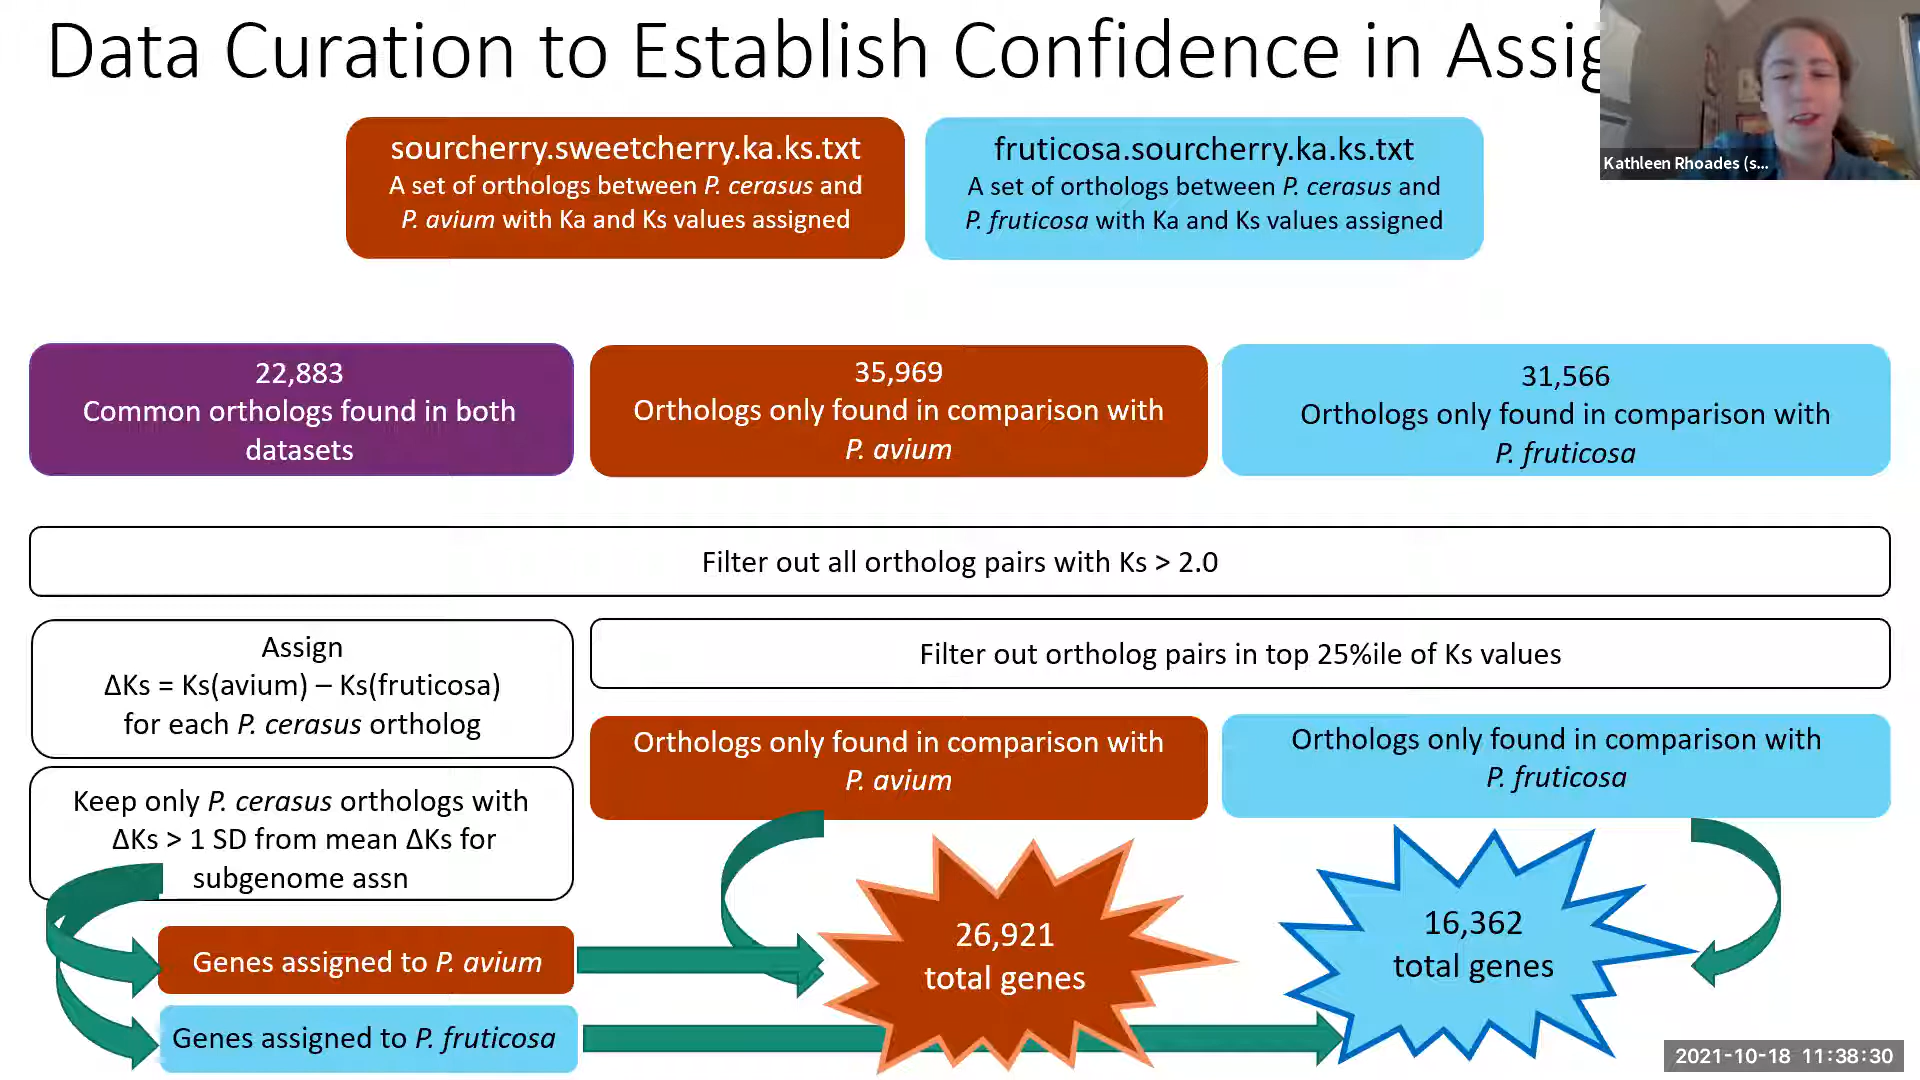 Data Curation to Establish Confidence in Assig
Kathleen Rhoades (s...
sourcherry.sweetcherry.ka.ks.txt
A set of orthologs between P. cerasus and
P. avium with Ka and Ks values assigned
fruticosa.sourcherry.ka.ks.txt
A set of orthologs between P. cerasus and
P. fruticosa with Ka and Ks values assigned
22,883
Common orthologs found in both
datasets
35,969
Orthologs only found in comparison with
P. avium
31,566
Orthologs only found in comparison with
P. fruticosa
Filter out all ortholog pairs with Ks > 2.0
Assign
ΔKs = Ks(avium) – Ks(fruticosa)
for each P. cerasus ortholog
Filter out ortholog pairs in top 25%ile of Ks values
Keep only P. cerasus orthologs with
ΔKs > 1 SD from mean ΔKs for
subgenome assn
Orthologs only found in comparison with
P. avium
Orthologs only found in comparison with
P. fruticosa
Genes assigned to P. avium
Genes assigned to P. fruticosa
26,921
total genes
16,362
total genes
2021-10-18 11:38:30